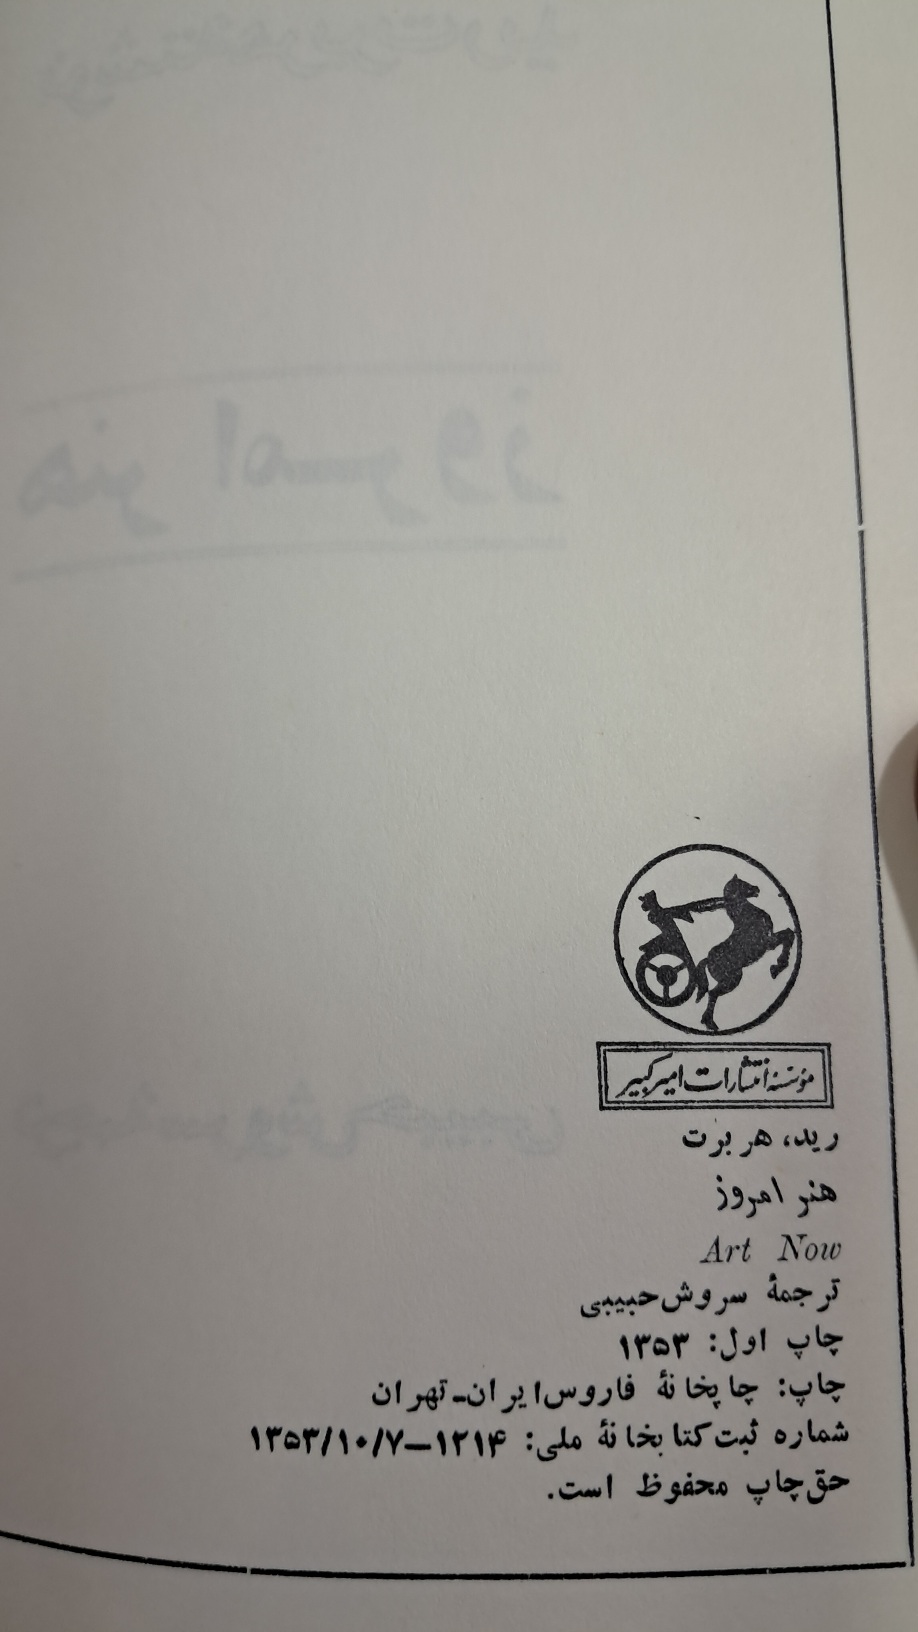 مؤسسه انتشارات امیرکبیر
رید، هربرت
هنر امروز
Art Now
ترجمهٔ سروش حبیبی
چاپ اول: ۱۳۵۳
چاپ: چاپخانهٔ فاروس ایران-تهران
شماره ثبت کتابخانهٔ ملی: ۱۲۱۴-۱۳۵۳/۱۰/۷
حق چاپ محفوظ است.